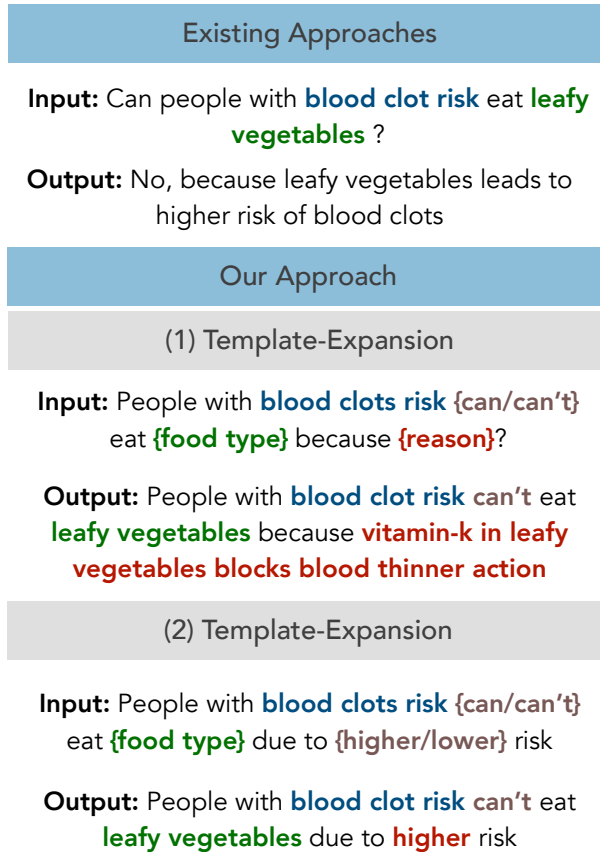 Existing Approaches
Input: Can people with blood clot risk eat leafy
vegetables ?
Output: No, because leafy vegetables leads to
higher risk of blood clots
Our Approach
(1) Template-Expansion
Input: People with blood clots risk {can/can't}
eat {food type} because {reason}?
Output: People with blood clot risk can't eat
leafy vegetables because vitamin-k in leafy
vegetables blocks blood thinner action
(2) Template-Expansion
Input: People with blood clots risk {can/can't}
eat {food type} due to {higher/lower} risk
Output: People with blood clot risk can't eat
leafy vegetables due to higher risk